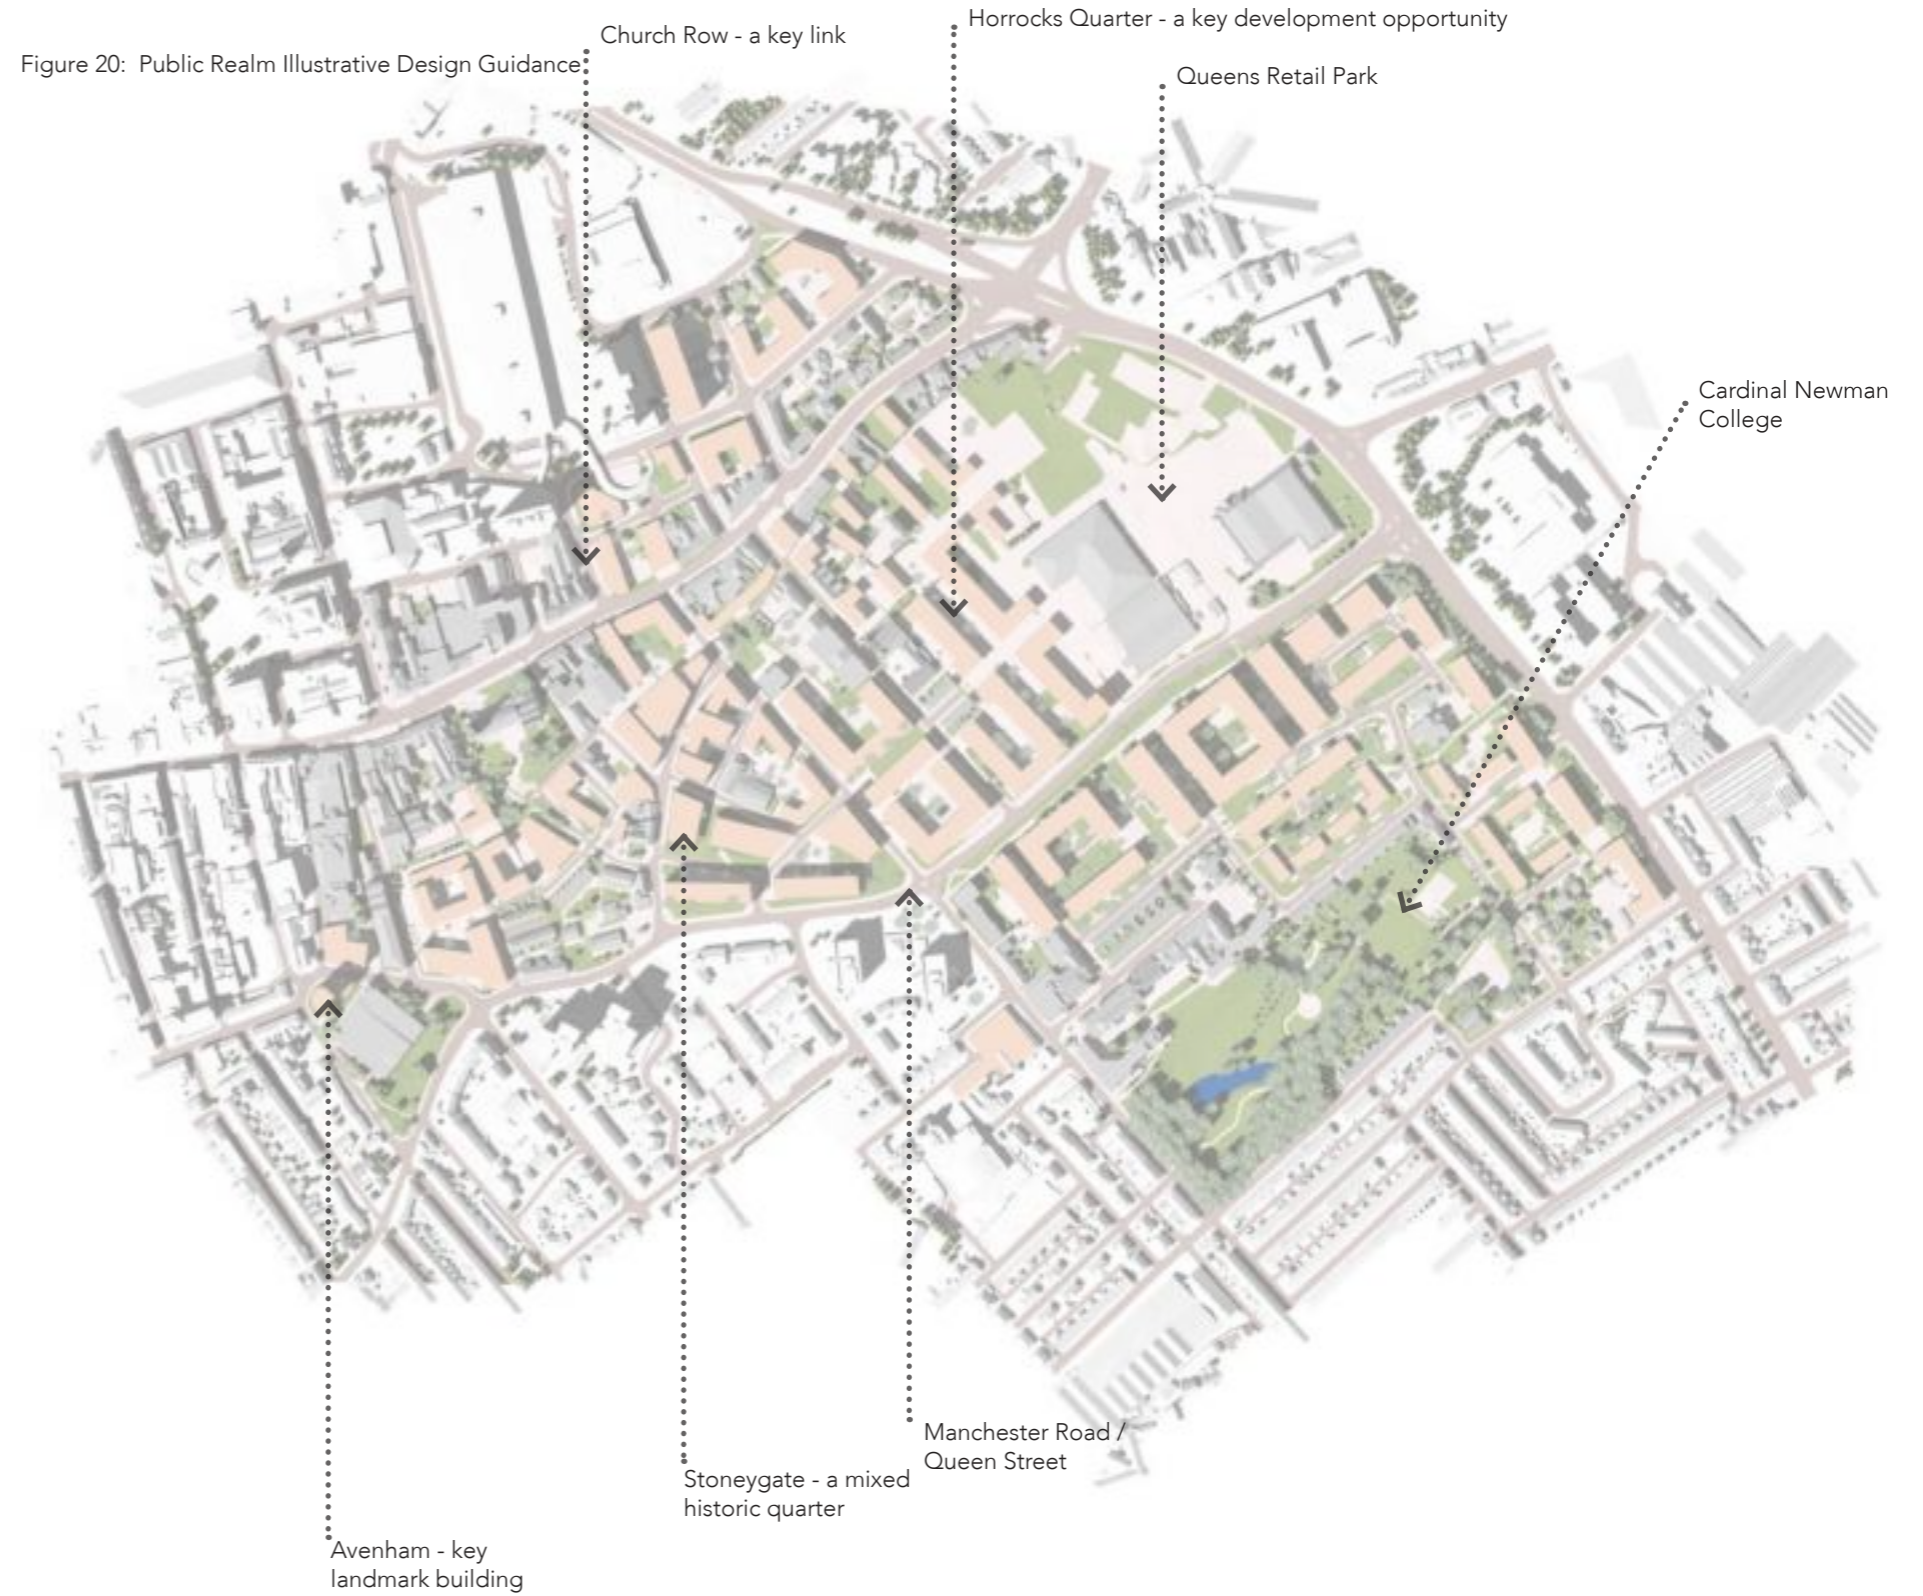 Horrocks Quarter - a key development opportunity
Church Row - a key link
Figure 20:  Public Realm Illustrative Design Guidance
Queens Retail Park
Cardinal Newman
College
Manchester Road /
Queen Street
Stoneygate - a mixed
historic quarter
Avenham - key
landmark building